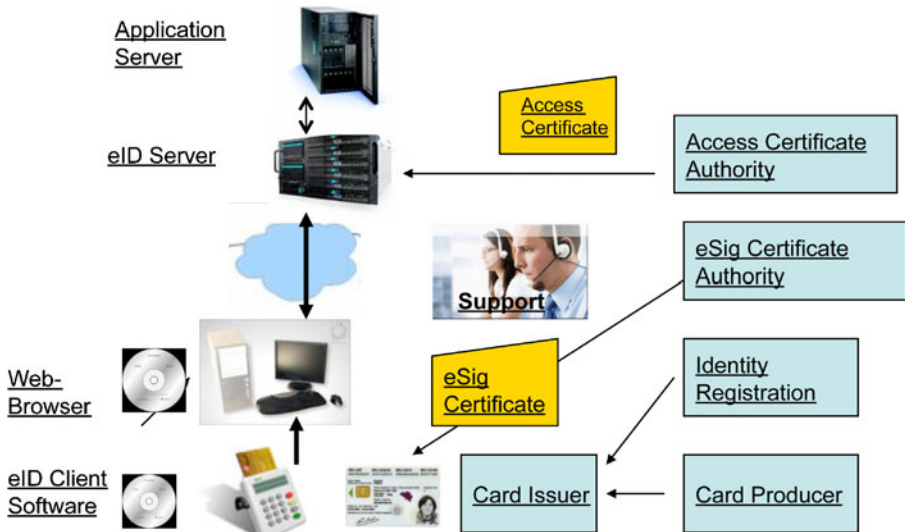 Application
Server
Access
Certificate
eID Server
Access Certificate
Authority
eSig Certificate
Authority
Support
Web-
Browser
eSig
Certificate
Identity
Registration
eID Client
Software
Card Issuer
Card Producer